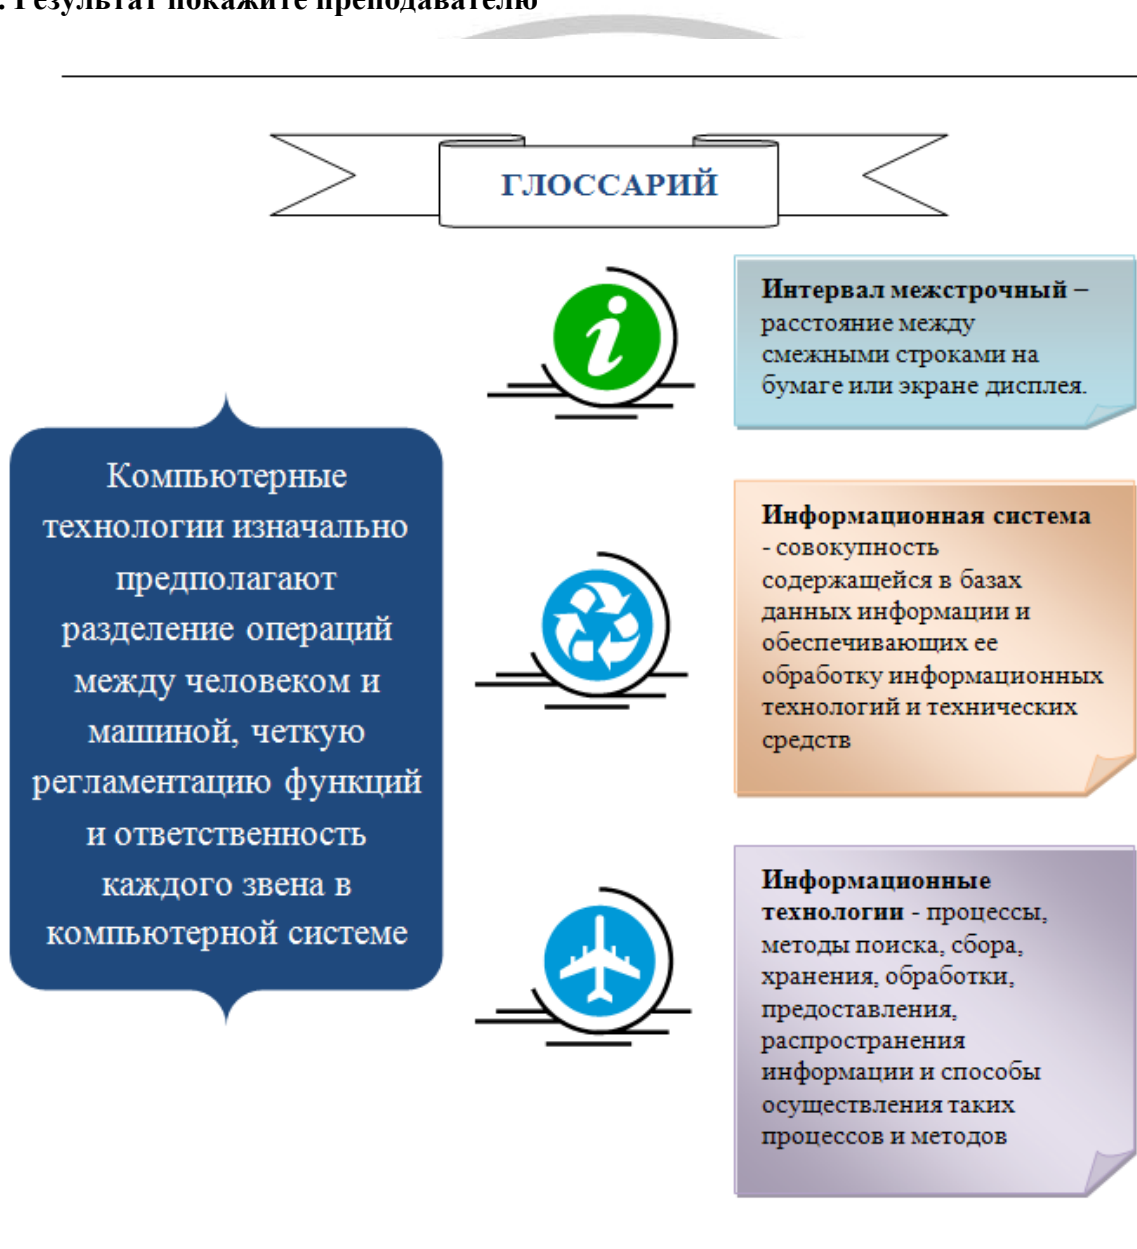 . Результат покажите преподавателю
ГЛОССАРИЙ
Компьютерные
технологии изначально
предполагают
разделение операций
между человеком и
машиной, четкую
регламентацию функций
и ответственность
каждого звена в
компьютерной системе
Интервал межстрочный –
расстояние между
смежными строками на
бумаге или экране дисплея.
Информационная система
- совокупность
содержащейся в базах
данных информации и
обеспечивающих ее
обработку информационных
технологий и технических
средств
Информационные
технологии - процессы,
методы поиска, сбора,
хранения, обработки,
предоставления,
распространения
информации и способы
осуществления таких
процессов и методов